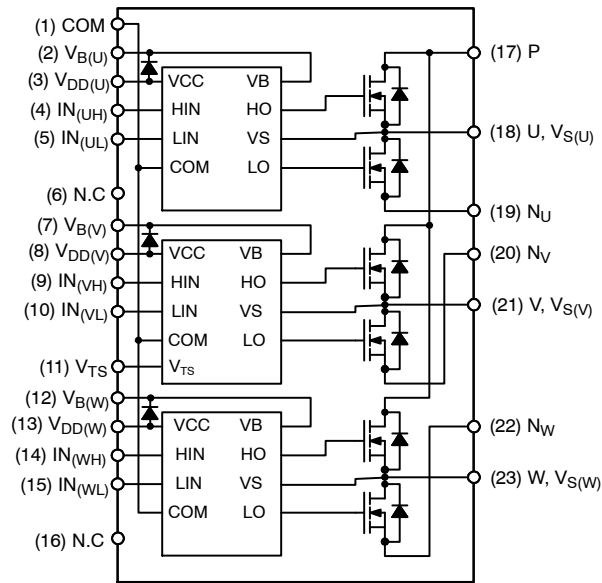 (1) COM
(2) VB(U)
(3) VDD(U)
(4) IN(UH)
(5) IN(UL)
(6) N.C
(7) VB(V)
(8) VDD(V)
(9) IN(VH)
(10) IN(VL)
(11) VTS
(12) VB(W)
(13) VDD(W)
(14) IN(WH)
(15) IN(WL)
(16) N.C
VCC VB
HIN HO
LIN VS
COM LO
VCC VB
HIN HO
LIN VS
COM LO
VTS
VCC VB
HIN HO
LIN VS
COM LO
(17) P
(18) U, VS(U)
(19) NU
(20) NV
(21) V, VS(V)
(22) NW
(23) W, VS(W)